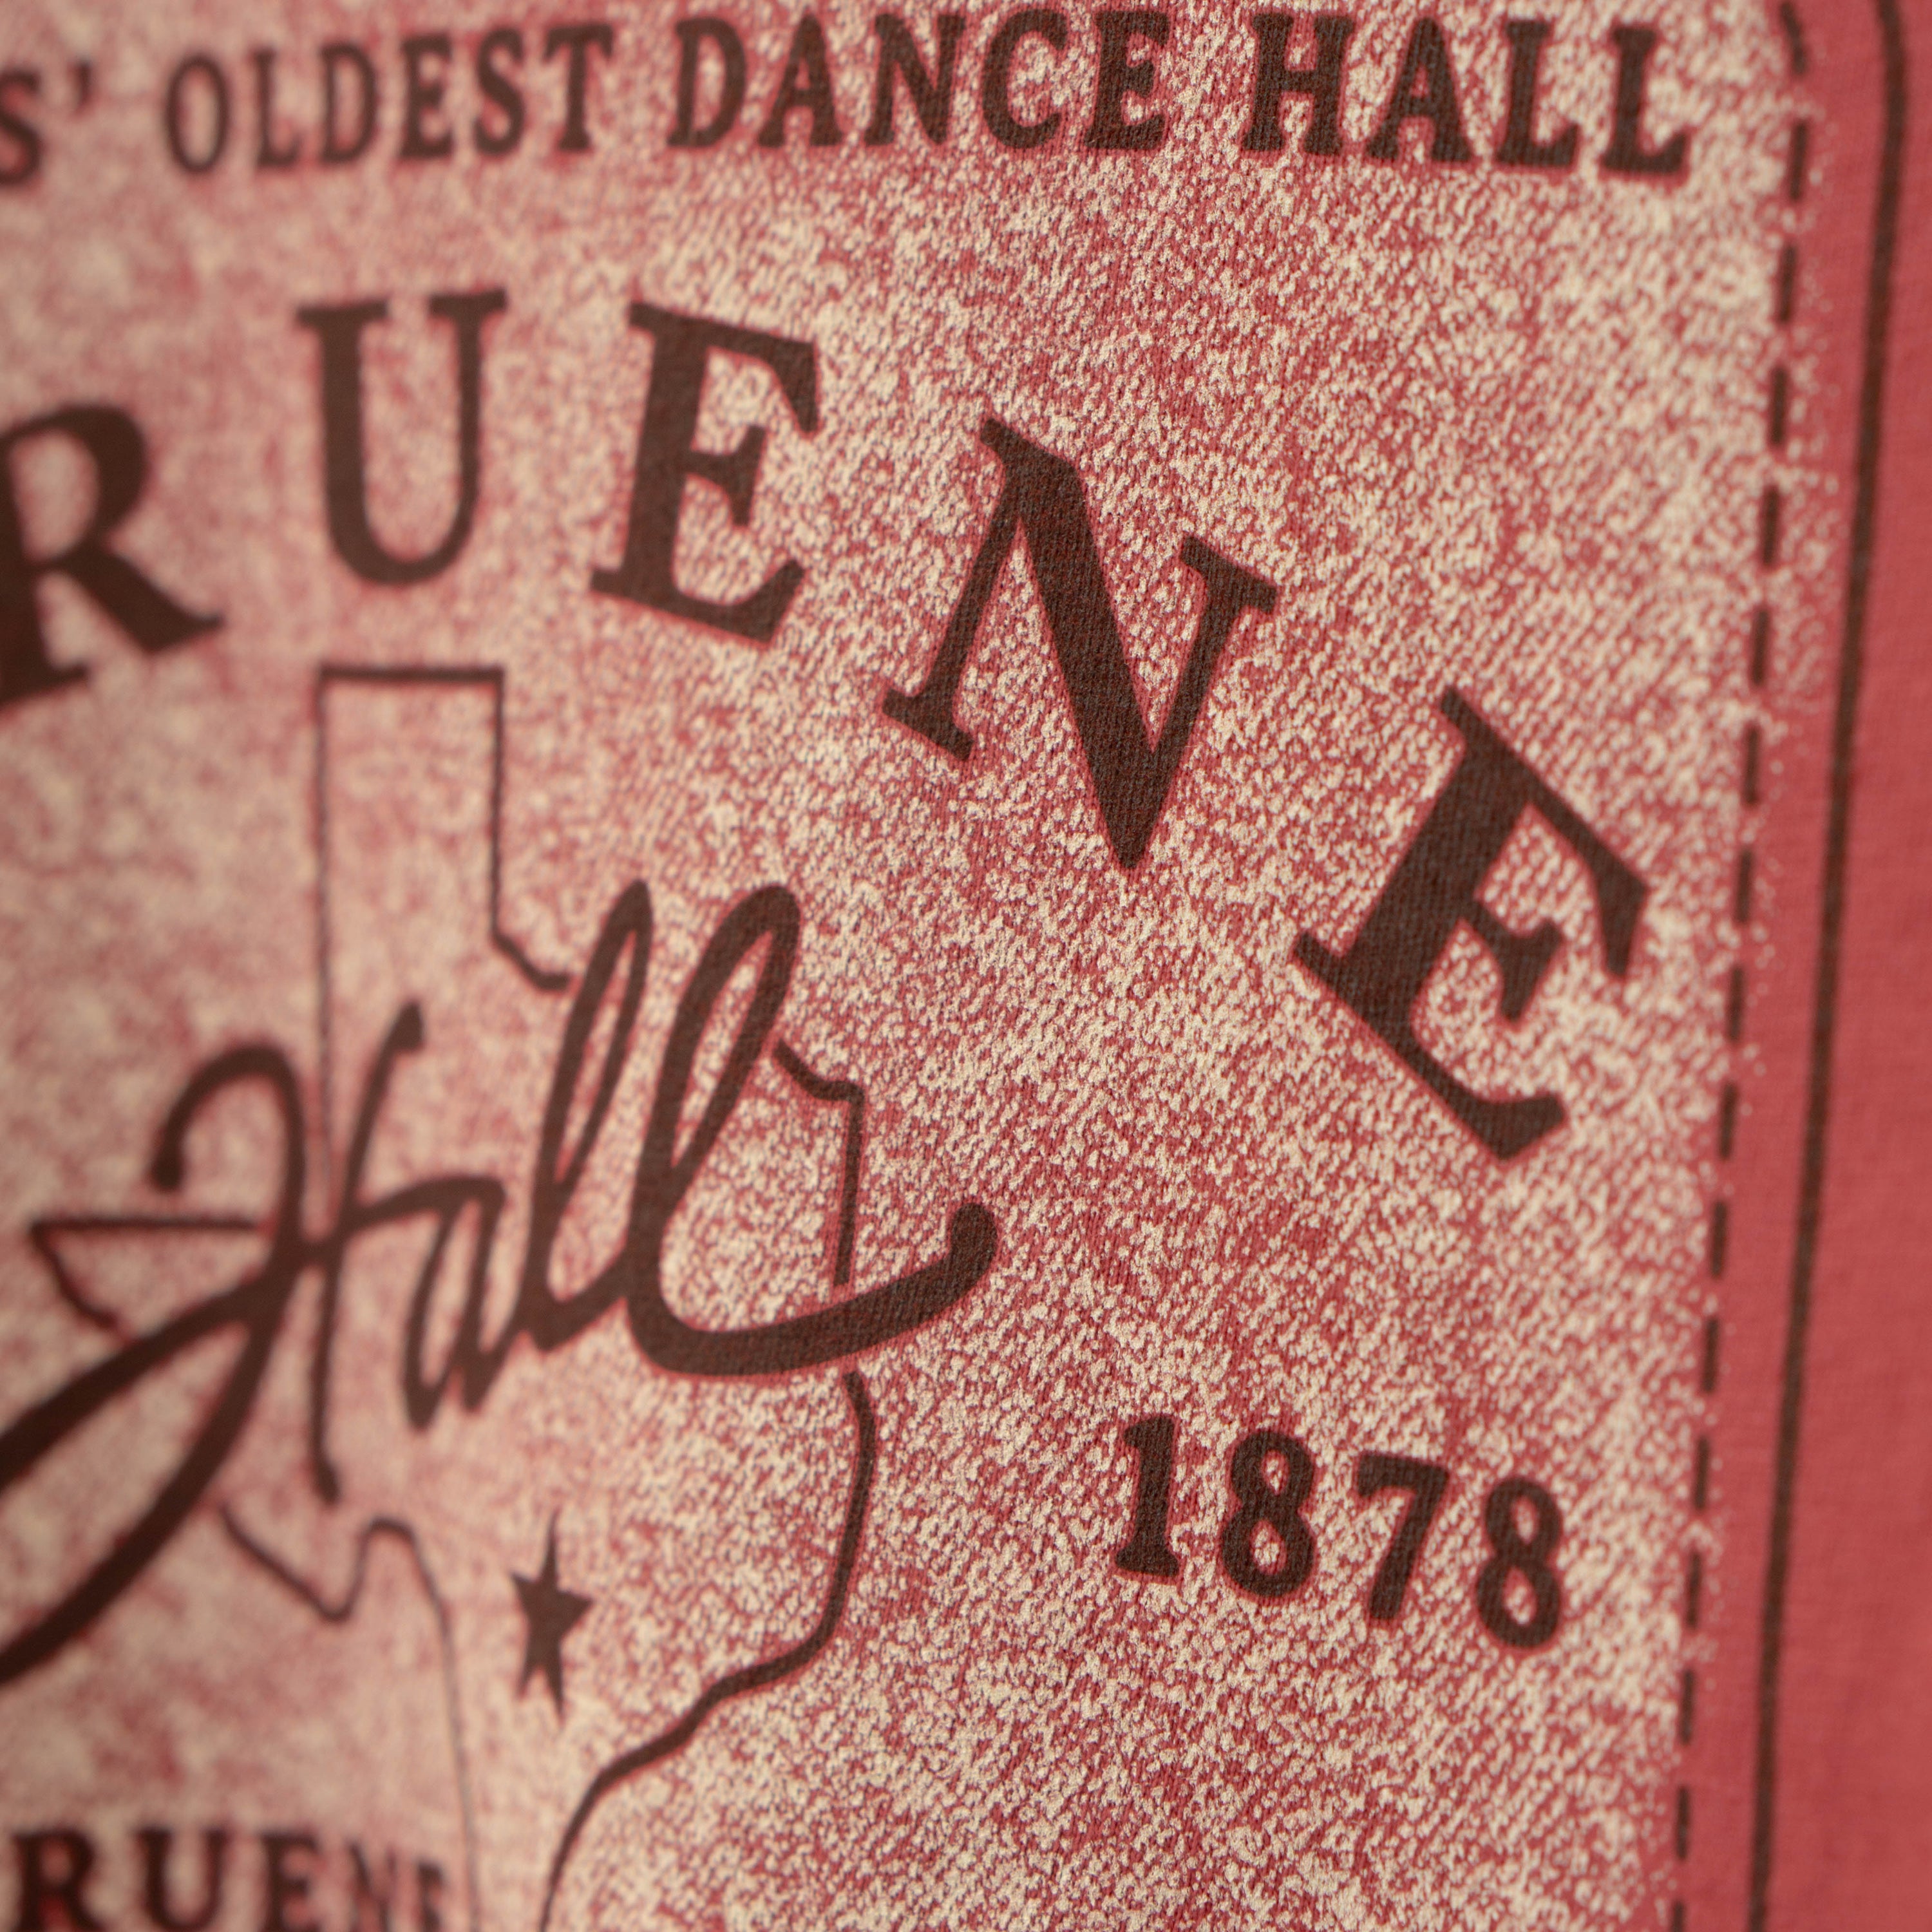 S' OLDEST DANCE HALL
RUENE
Hall
1878
RUENE